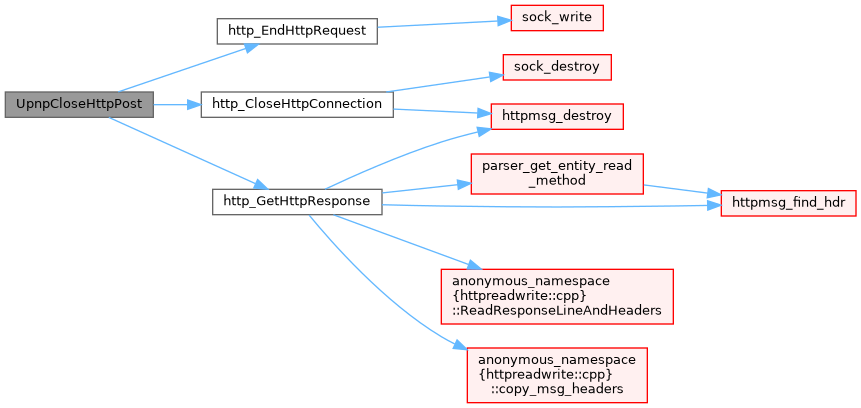 http_EndHttpRequest
sock_write
sock_destroy
UpnpCloseHttpPost
http_CloseHttpConnection
httpmsg_destroy
parser_get_entity_read
_method
http_GetHttpResponse
httpmsg_find_hdr
anonymous_namespace
{httpreadwrite::cpp}
::ReadResponseLineAndHeaders
anonymous_namespace
{httpreadwrite::cpp}
::copy_msg_headers